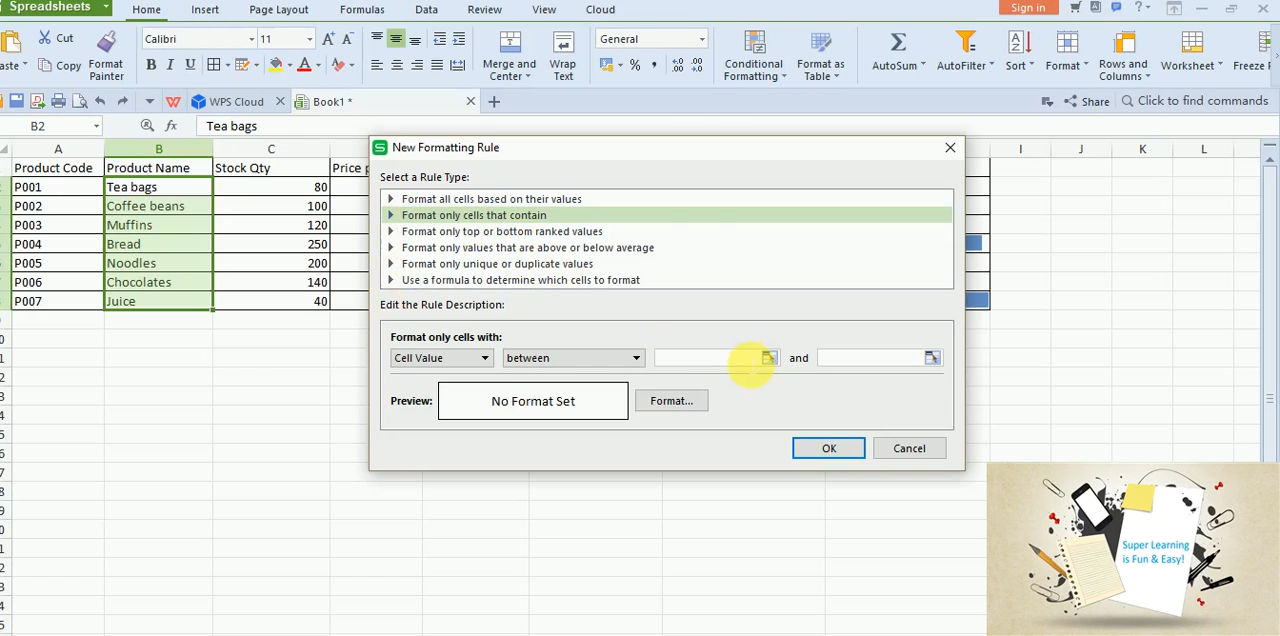 Spreadsheets
Home Insert Page Layout Formulas Data Review View Cloud Sign in
Cut Copy Format Painter
Calibri 11
Merge and Center Wrap Text
General
Conditional Formatting Format as Table AutoSum AutoFilter Sort Format Rows and Columns Worksheet Freeze
WPS Cloud Book1 * Share Click to find commands
B2 fx Tea bags
A B C I J K L
Product Code Product Name Stock Qty Price
P001 Tea bags 80
P002 Coffee beans 100
P003 Muffins 120
P004 Bread 250
P005 Noodles 200
P006 Chocolates 140
P007 Juice 40
New Formatting Rule
Select a Rule Type:
Format all cells based on their values
Format only cells that contain
Format only top or bottom ranked values
Format only values that are above or below average
Format only unique or duplicate values
Use a formula to determine which cells to format
Edit the Rule Description:
Format only cells with:
Cell Value between and
Preview: No Format Set Format...
OK Cancel
Super Learning
is Fun & Easy!